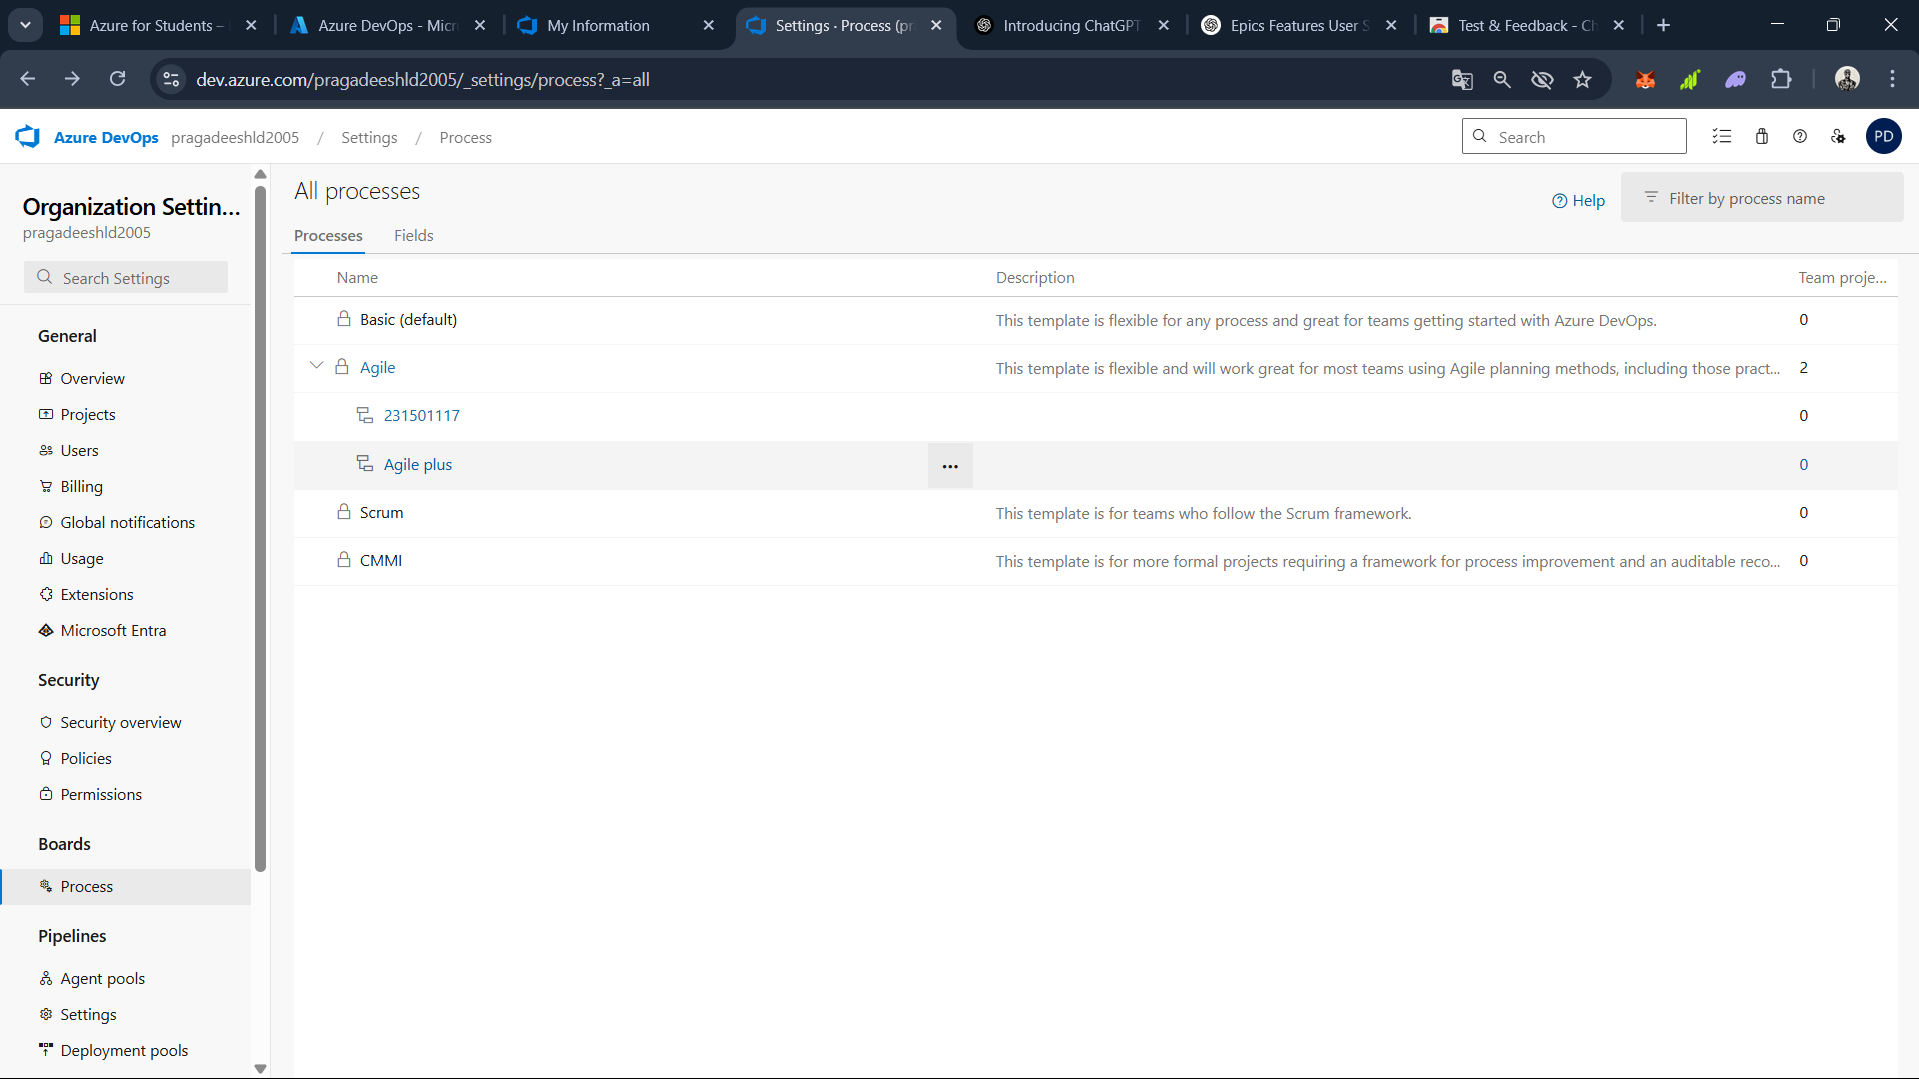 Azure for Students –
Azure DevOps - Micr
My Information
Settings · Process (pr
Introducing ChatGPT
Epics Features User S
Test & Feedback - Ch
dev.azure.com/pragadeeshld2005/_settings/process?_a=all
Azure DevOps pragadeeshld2005 / Settings / Process
Search
PD
Organization Settin...
pragadeeshld2005
Search Settings
General
Overview
Projects
Users
Billing
Global notifications
Usage
Extensions
Microsoft Entra
Security
Security overview
Policies
Permissions
Boards
Process
Pipelines
Agent pools
Settings
Deployment pools
All processes
Help
Filter by process name
Processes Fields
Name Description Team proje...
Basic (default) This template is flexible for any process and great for teams getting started with Azure DevOps. 0
Agile This template is flexible and will work great for most teams using Agile planning methods, including those pract... 2
231501117 0
Agile plus ... 0
Scrum This template is for teams who follow the Scrum framework. 0
CMMI This template is for more formal projects requiring a framework for process improvement and an auditable reco... 0